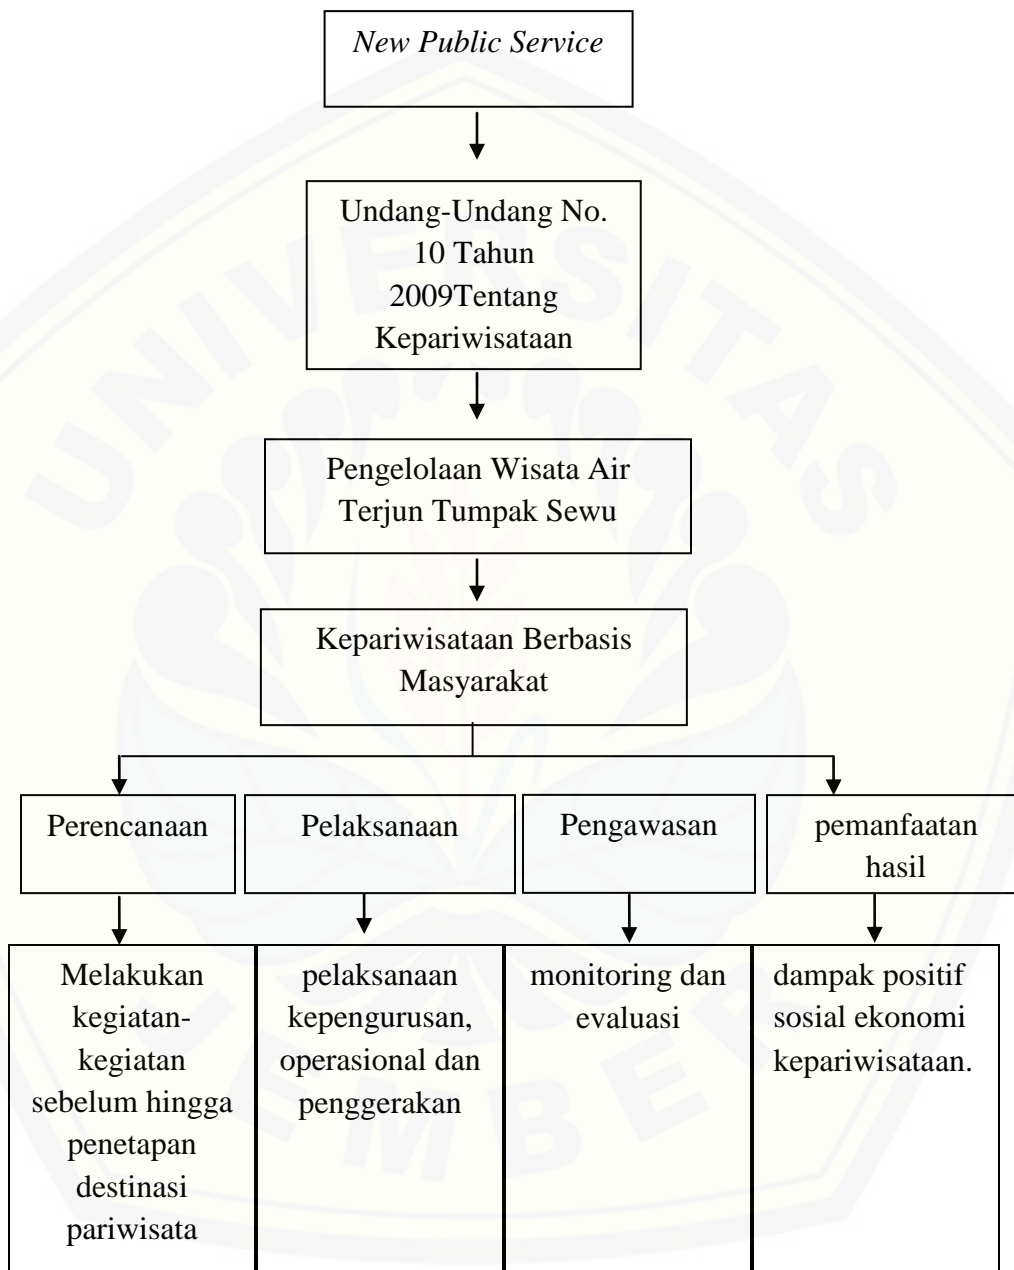 New Public Service
Undang-Undang No.
10 Tahun
2009Tentang
Kepariwisataan
Pengelolaan Wisata Air
Terjun Tumpak Sewu
Kepariwisataan Berbasis
Masyarakat
Perencanaan
Pelaksanaan
Pengawasan
pemanfaatan
hasil
Melakukan
kegiatan-
kegiatan
sebelum hingga
penetapan
destinasi
pariwisata
pelaksanaan
kepengurusan,
operasional dan
penggerakan
monitoring dan
evaluasi
dampak positif
sosial ekonomi
kepariwisataan.
UNIVERSITAS
JEMBER